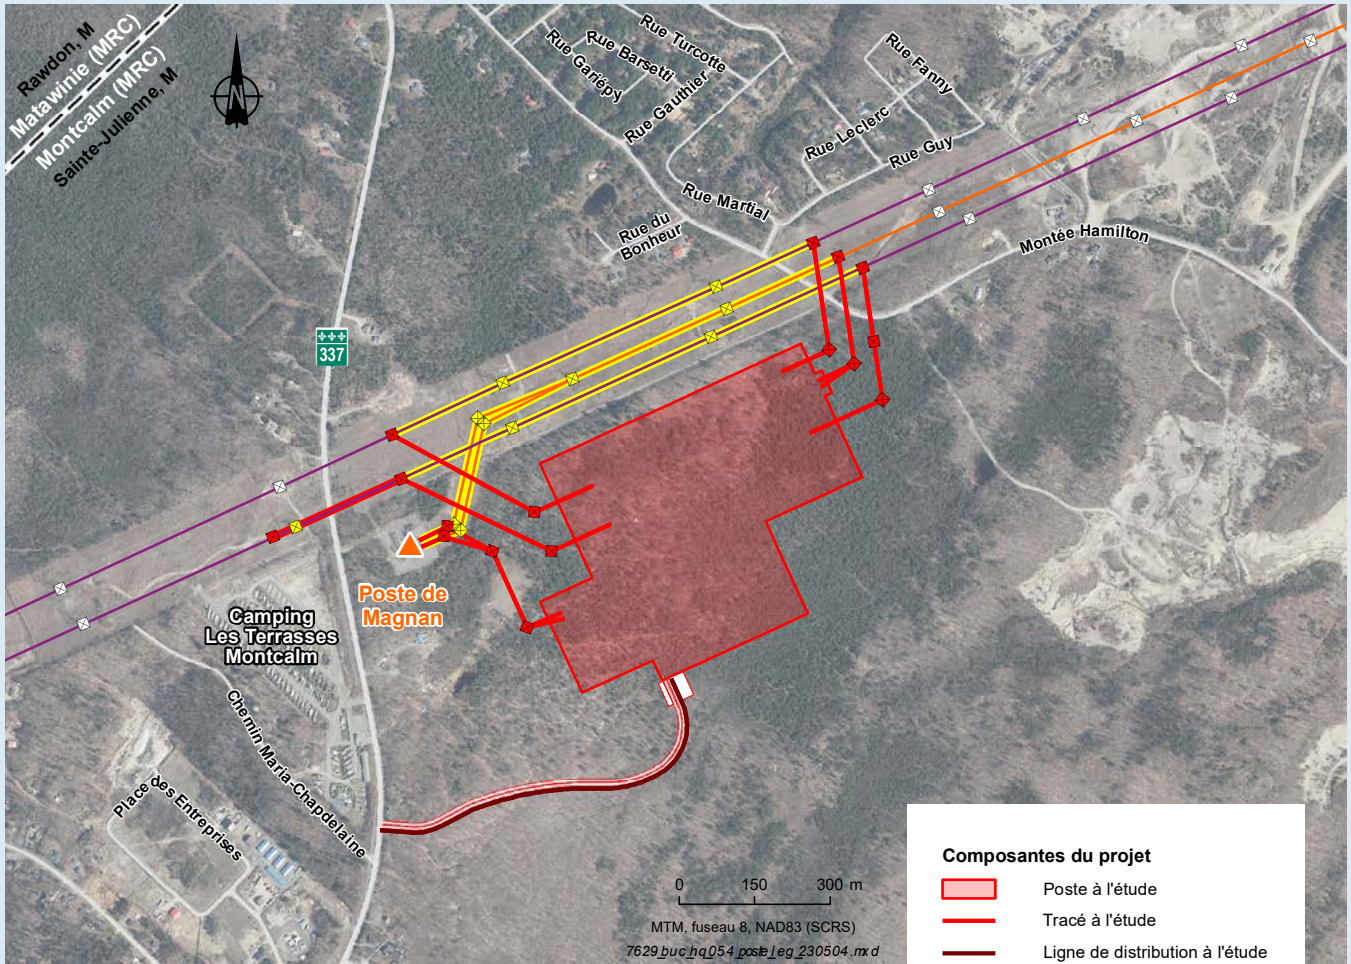 Rawdon, M
Matawinie (MRC)
Montcalm (MRC)
Sainte-Julienne, M
N
Rue Turcotte
Rue Barsetti
Rue Gariépy
Rue Gauthier
Rue Fanny
Rue Leclerc
Rue Guy
Rue Martial
Rue du
Bonheur
Montée Hamilton
337
Poste de
Magnan
Camping
Les Terrasses
Montcalm
Chemin Maria-Chapdelaine
Place des Entreprises
0 150 300 m
MTM, fuseau 8, NAD83 (SCRS)
7629_buc_hq_054_poste_leg_230504.mxd
Composantes du projet
Poste à l'étude
Tracé à l'étude
Ligne de distribution à l'étude